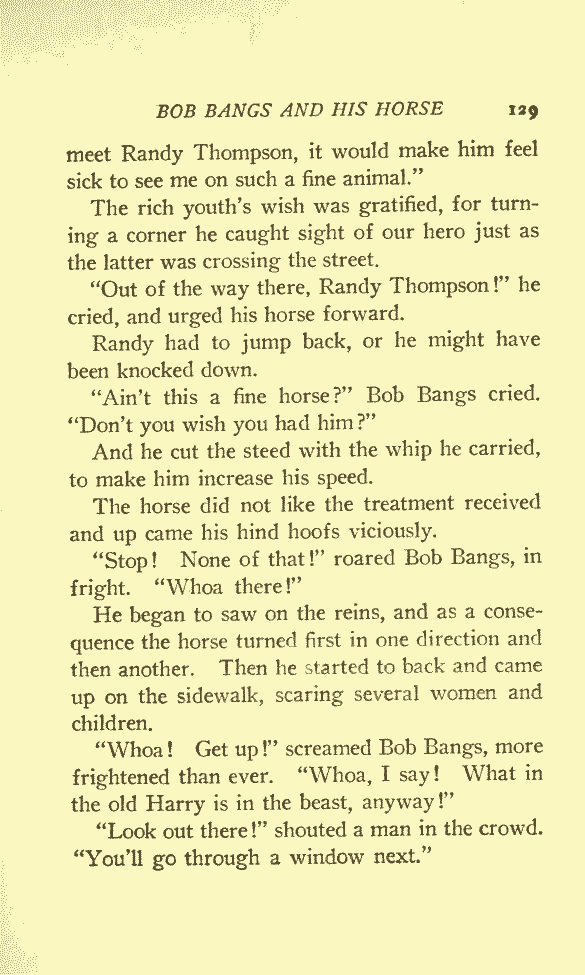 BOB BANGS AND HIS HORSE 129
meet Randy Thompson, it would make him feel
sick to see me on such a fine animal.”
The rich youth’s wish was gratified, for turn-
ing a corner he caught sight of our hero just as
the latter was crossing the street.
“Out of the way there, Randy Thompson!” he
cried, and urged his horse forward.
Randy had to jump back, or he might have
been knocked down.
“Ain’t this a fine horse?” Bob Bangs cried.
“Don’t you wish you had him?”
And he cut the steed with the whip he carried,
to make him increase his speed.
The horse did not like the treatment received
and up came his hind hoofs viciously.
“Stop! None of that!” roared Bob Bangs, in
fright. “Whoa there!”
He began to saw on the reins, and as a conse-
quence the horse turned first in one direction and
then another. Then he started to back and came
up on the sidewalk, scaring several women and
children.
“Whoa! Get up!” screamed Bob Bangs, more
frightened than ever. “Whoa, I say! What in
the old Harry is in the beast, anyway!”
“Look out there!” shouted a man in the crowd.
“You’ll go through a window next.”